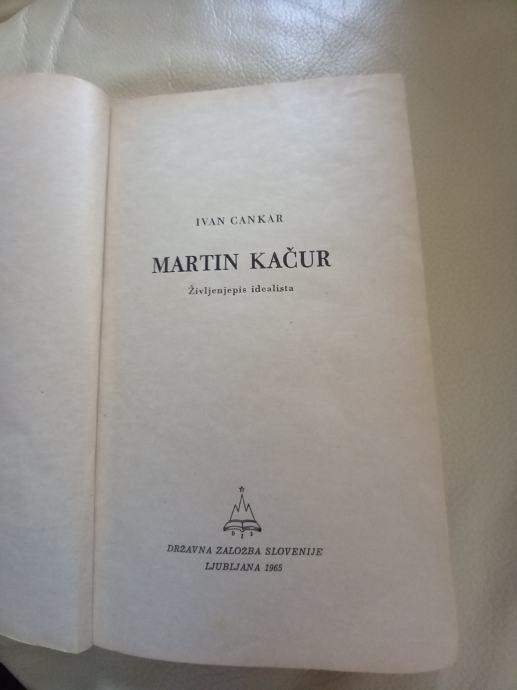 IVAN CANKAR
MARTIN KAČUR
Življenjepis idealista
D Z S
DRŽAVNA ZALOŽBA SLOVENIJE
LJUBLJANA 1965